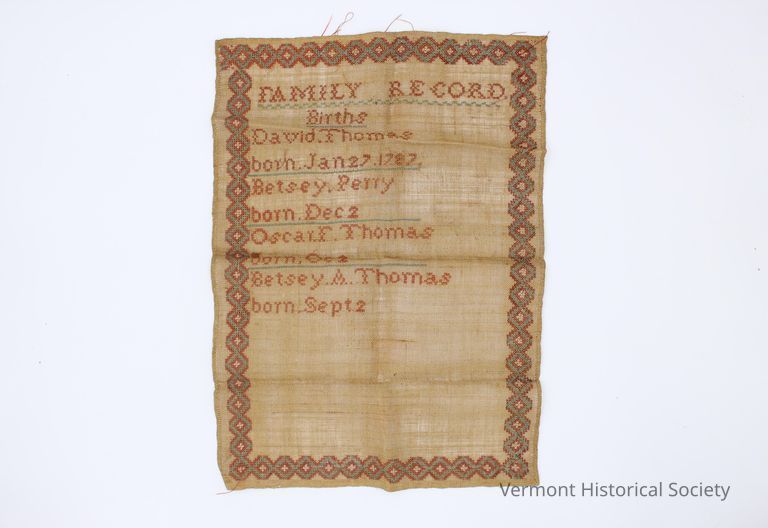 FAMILY RECORD
Births
David.Thomas
born.Jan27.1787.
Betsey.Perry
born.Dec2
Oscar.F.Thomas
born.
Betsey.A.Thomas
born.Sept2
Vermont Historical Society